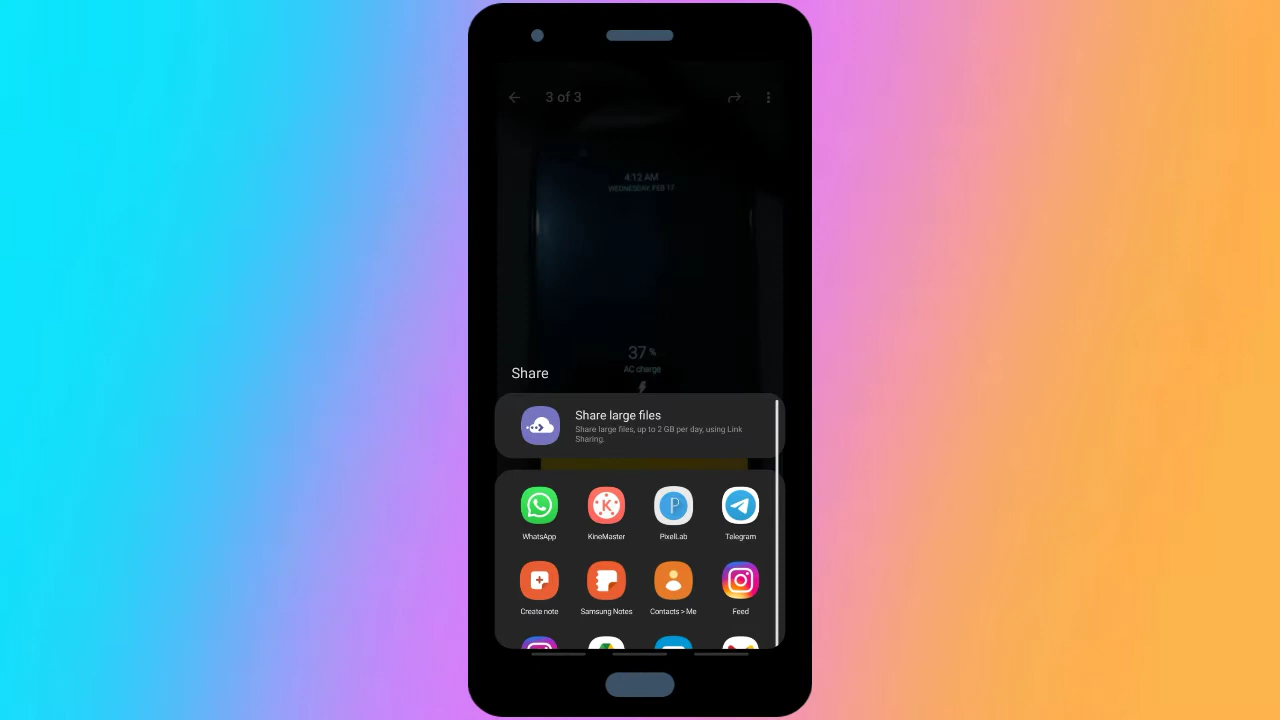 3 of 3
4:12 AM
WEDNESDAY, FEB 17
37 %
AC charge
Share
Share large files
Share large files, up to 2 GB per day, using Link
Sharing.
WhatsApp
KineMaster
PixelLab
Telegram
Create note
Samsung Notes
Contacts > Me
Feed